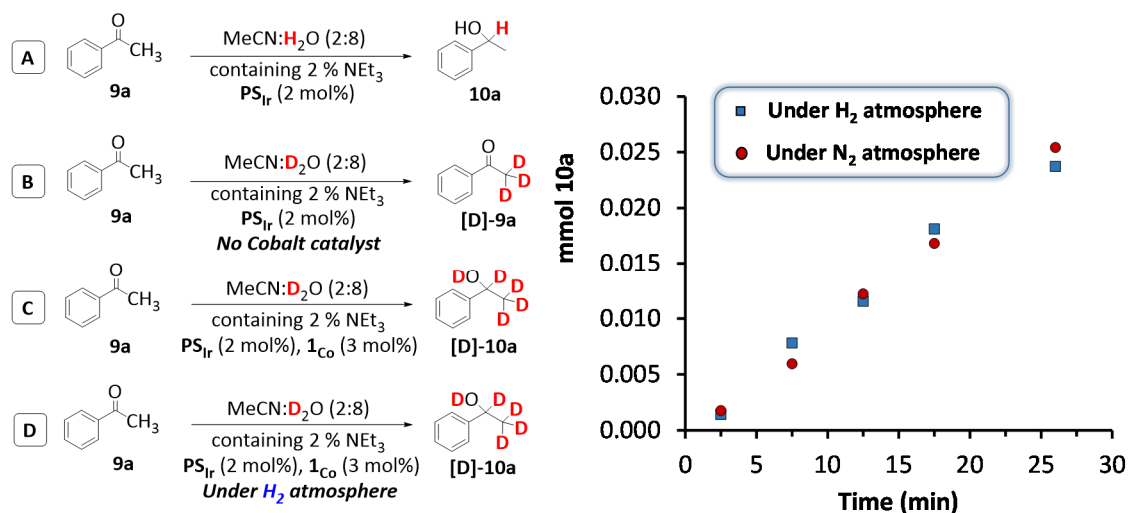 A
O
CH3
9a
MeCN:H2O (2:8)
containing 2 % NEt3
PSIr (2 mol%)
HO H
10a
B
O
CH3
9a
MeCN:D2O (2:8)
containing 2 % NEt3
PSIr (2 mol%)
No Cobalt catalyst
O
D
D
D
[D]-9a
C
O
CH3
9a
MeCN:D2O (2:8)
containing 2 % NEt3
PSIr (2 mol%), 1Co (3 mol%)
DO D
D
D
D
[D]-10a
D
O
CH3
9a
MeCN:D2O (2:8)
containing 2 % NEt3
PSIr (2 mol%), 1Co (3 mol%)
Under H2 atmosphere
DO D
D
D
D
[D]-10a
mmol 10a
0.030
0.025
0.020
0.015
0.010
0.005
0.000
Under H2 atmosphere
Under N2 atmosphere
0 5 10 15 20 25 30
Time (min)